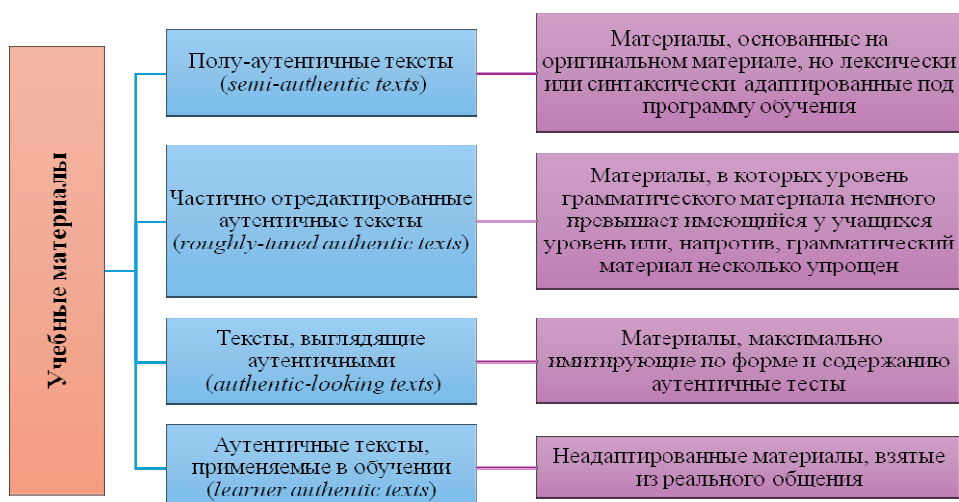 Учебные материалы
Полу-аутентичные тексты
(semi-authentic texts)
Материалы, основанные на
оригинальном материале, но лексически
или синтаксически адаптированные под
программу обучения
Частично отредактированные
аутентичные тексты
(roughly-tuned authentic texts)
Материалы, в которых уровень
грамматического материала немного
превышает имеющийся у учащихся
уровень или, напротив, грамматический
материал несколько упрощен
Тексты, выглядящие
аутентичными
(authentic-looking texts)
Материалы, максимально
имитирующие по форме и содержанию
аутентичные тесты
Аутентичные тексты,
применяемые в обучении
(learner authentic texts)
Неадаптированные материалы, взятые
из реального общения